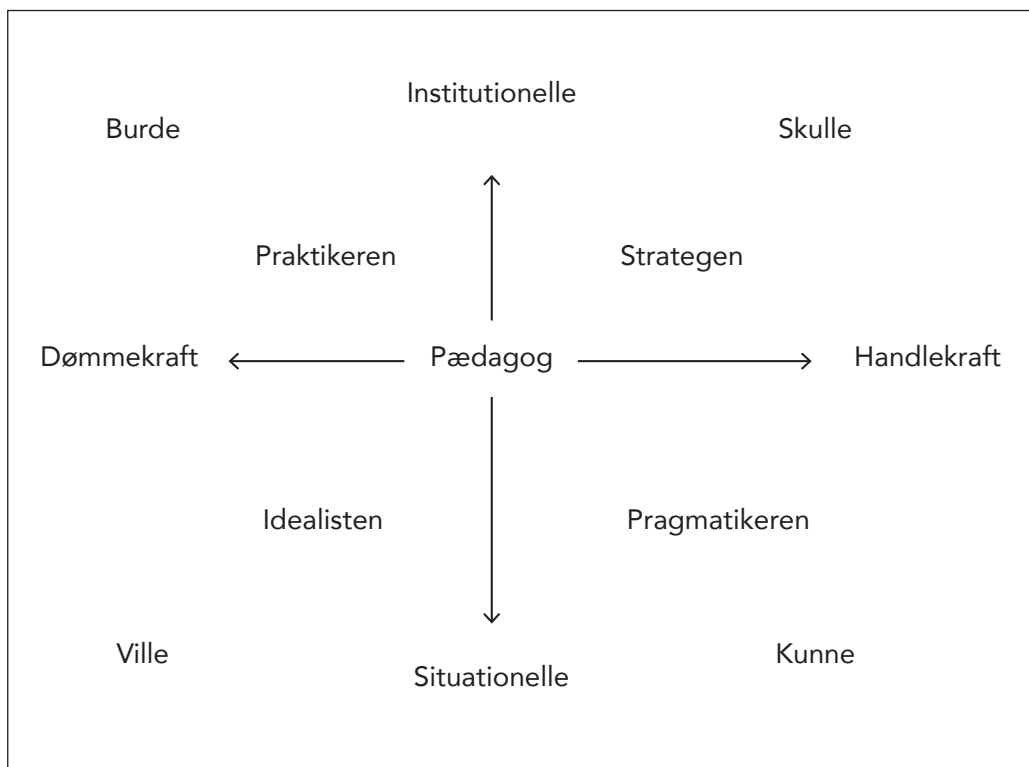 Institutionelle
Burde
Skulle
Praktikeren
Strategen
Dømmekraft
Pædagog
Handlekraft
Idealisten
Pragmatikeren
Ville
Kunne
Situationelle